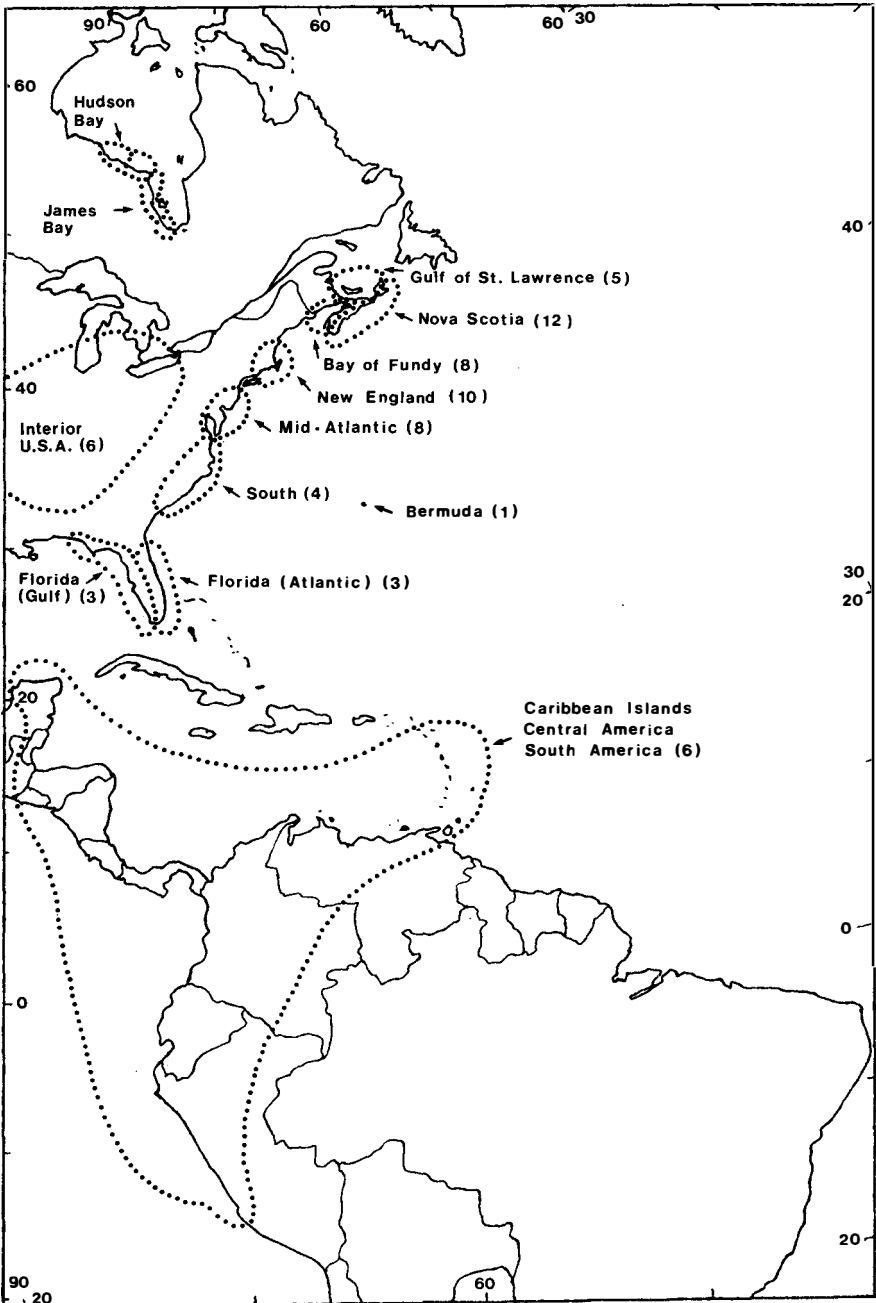 90
60
60 30
60
Hudson
Bay
James
Bay
40
Gulf of St. Lawrence (5)
Nova Scotia (12)
Bay of Fundy (8)
40
New England (10)
Interior
U.S.A. (6)
Mid-Atlantic (8)
South (4)
Bermuda (1)
Florida
(Gulf) (3)
Florida (Atlantic) (3)
30
20
20
Caribbean Islands
Central America
South America (6)
0
0
20
90
60
20